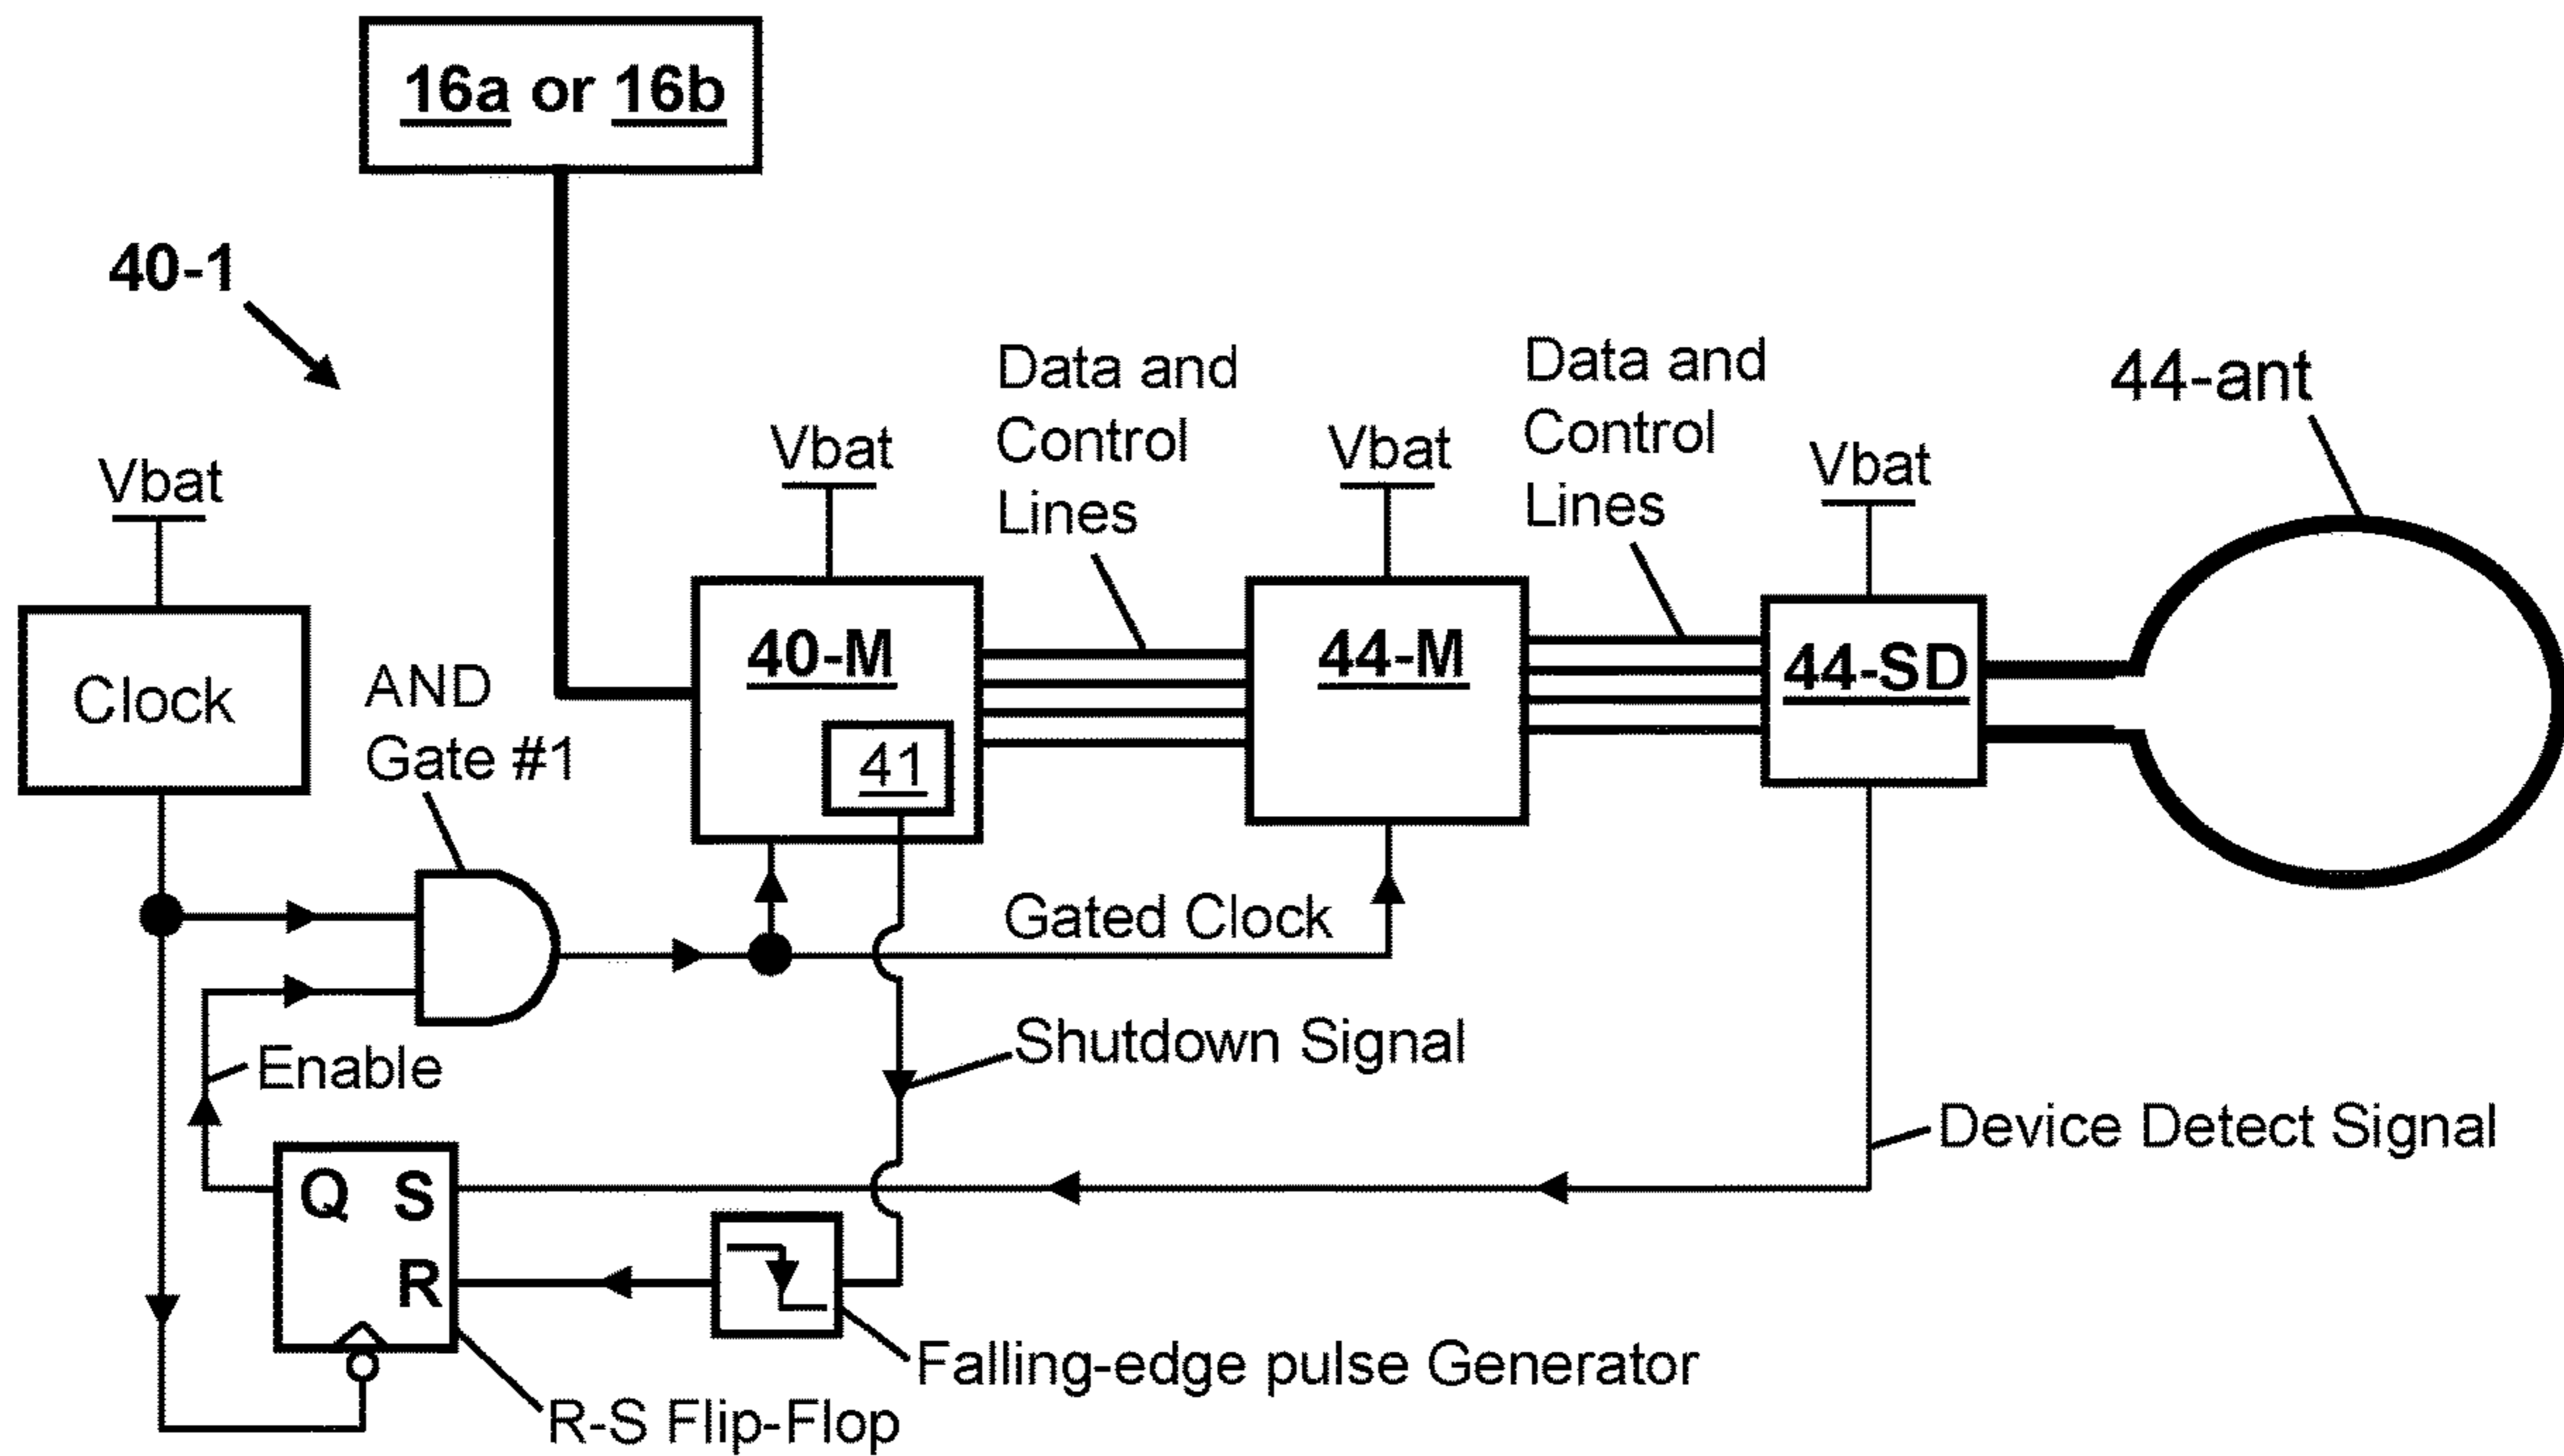 16a or 16b
40-1
Data and
Control
Lines
Data and
Control
Lines
44-ant
Vbat
Vbat
Vbat
Vbat
Clock
AND
Gate #1
40-M
41
44-M
44-SD
Gated Clock
Enable
Shutdown Signal
Device Detect Signal
Q S
R
Falling-edge pulse Generator
R-S Flip-Flop